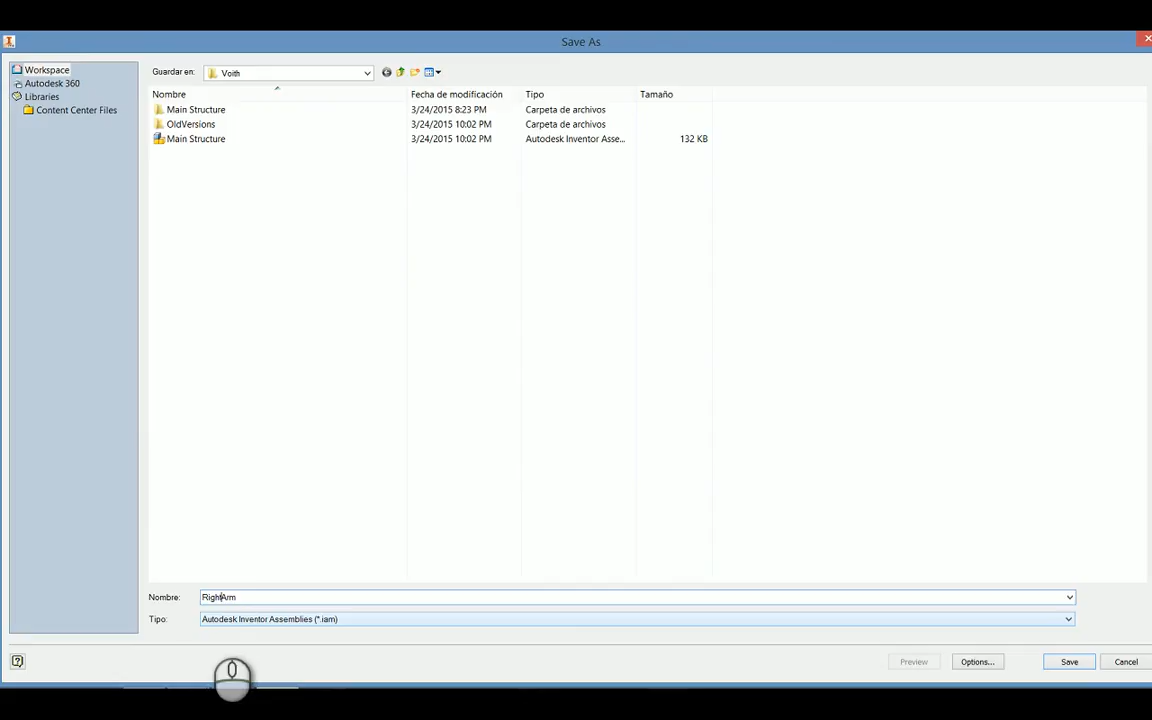 Save As
Workspace
Autodesk 360
Libraries
Content Center Files
Guardar en: Voith
Nombre Fecha de modificación Tipo Tamaño
Main Structure 3/24/2015 8:23 PM Carpeta de archivos
OldVersions 3/24/2015 10:02 PM Carpeta de archivos
Main Structure 3/24/2015 10:02 PM Autodesk Inventor Asse... 132 KB
Nombre: RightArm
Tipo: Autodesk Inventor Assemblies (*.iam)
Preview Options... Save Cancel